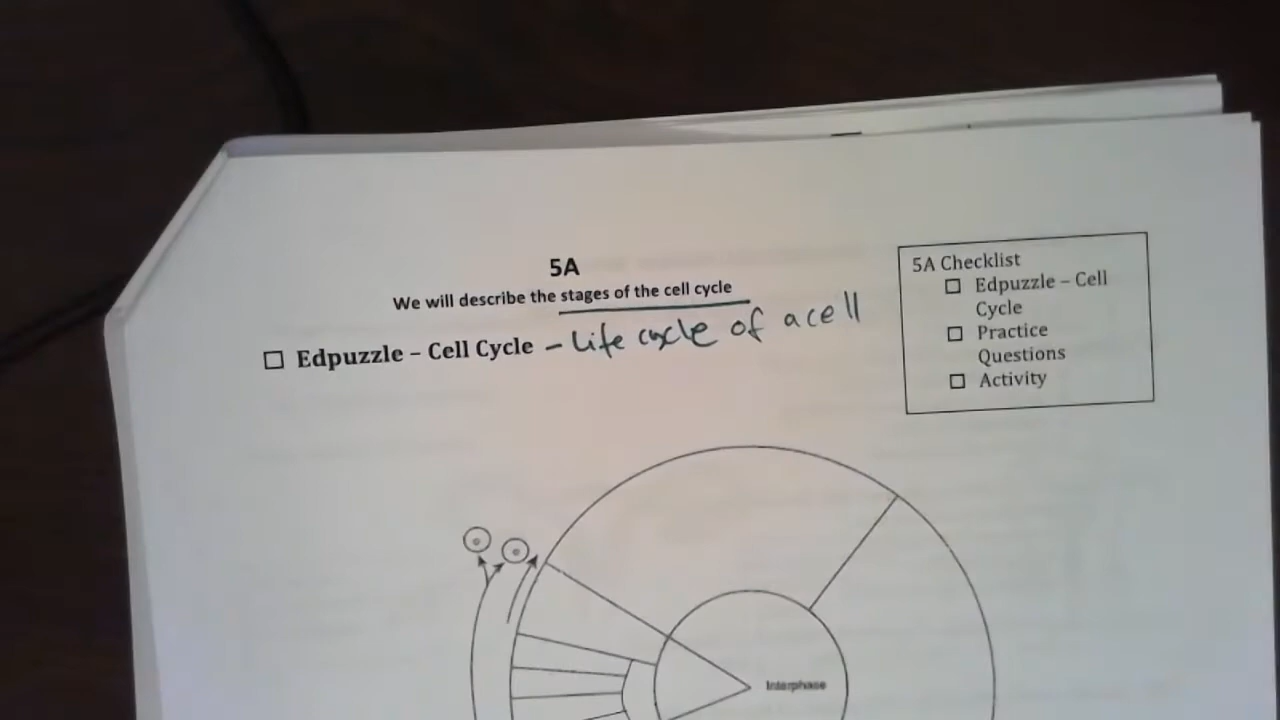 5A
We will describe the stages of the cell cycle
☐ Edpuzzle – Cell Cycle – Life cycle of a cell
5A Checklist
☐ Edpuzzle – Cell
Cycle
☐ Practice
Questions
☐ Activity
Interphase